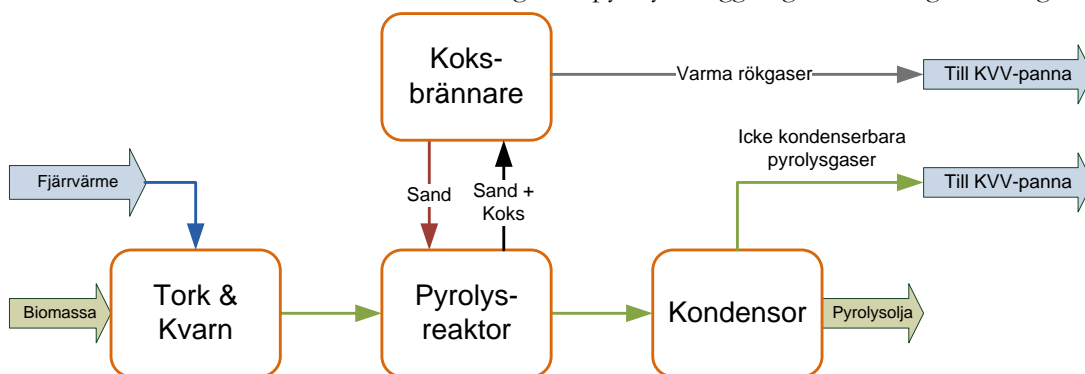 Koks-
brännare
Varma rökgaser
Till KVV-panna
Icke kondenserbara
pyrolysgaser
Fjärrvärme
Sand
Sand +
Koks
Till KVV-panna
Biomassa
Tork &
Kvarn
Pyrolys-
reaktor
Kondensor
Pyrolysolja